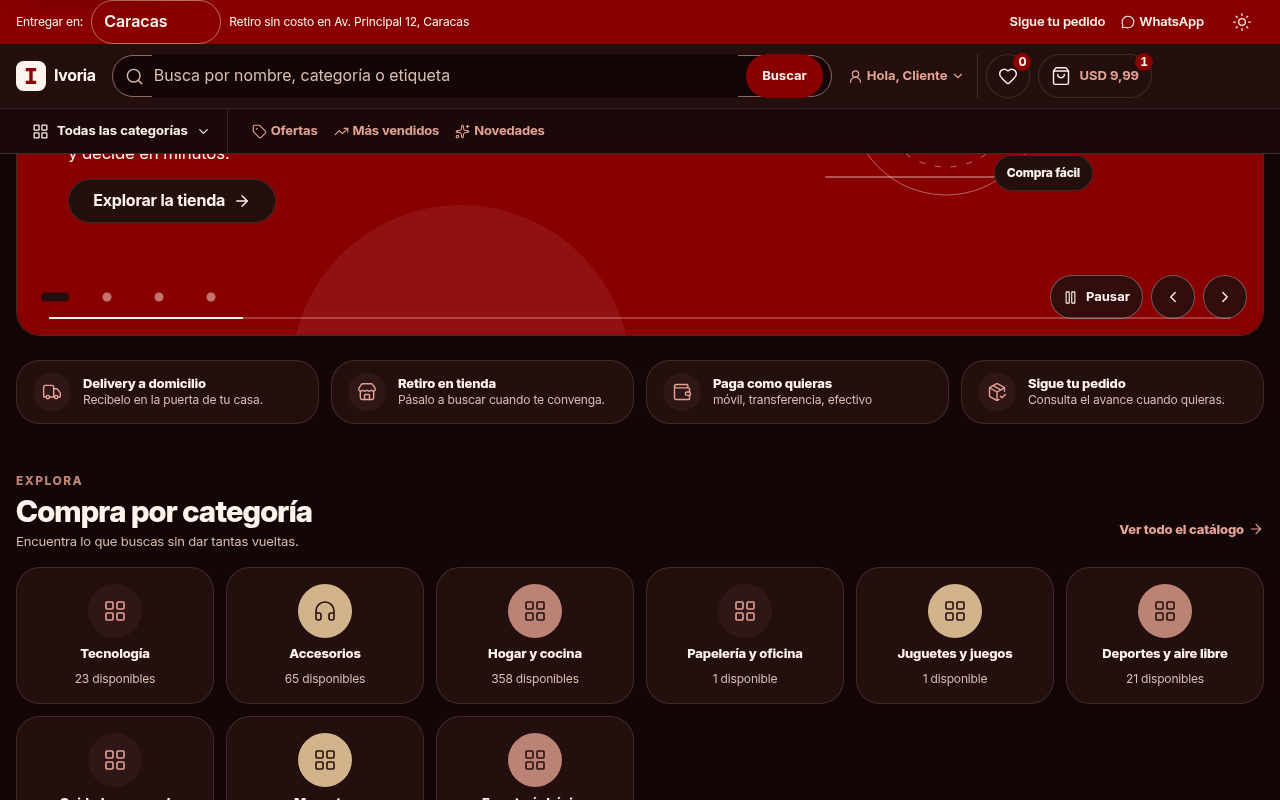 Entregar en: Caracas Retiro sin costo en Av. Principal 12, Caracas Sigue tu pedido WhatsApp
I Ivoria Busca por nombre, categoría o etiqueta Buscar Hola, Cliente 0 USD 9,99 1
Todas las categorías Ofertas Más vendidos Novedades
y decide en minutos.
Compra fácil
Explorar la tienda
Pausar
Delivery a domicilio
Recíbelo en la puerta de tu casa.
Retiro en tienda
Pásalo a buscar cuando te convenga.
Paga como quieras
móvil, transferencia, efectivo
Sigue tu pedido
Consulta el avance cuando quieras.
EXPLORA
Compra por categoría
Encuentra lo que buscas sin dar tantas vueltas.
Ver todo el catálogo
Tecnología
23 disponibles
Accesorios
65 disponibles
Hogar y cocina
358 disponibles
Papelería y oficina
1 disponible
Juguetes y juegos
1 disponible
Deportes y aire libre
21 disponibles